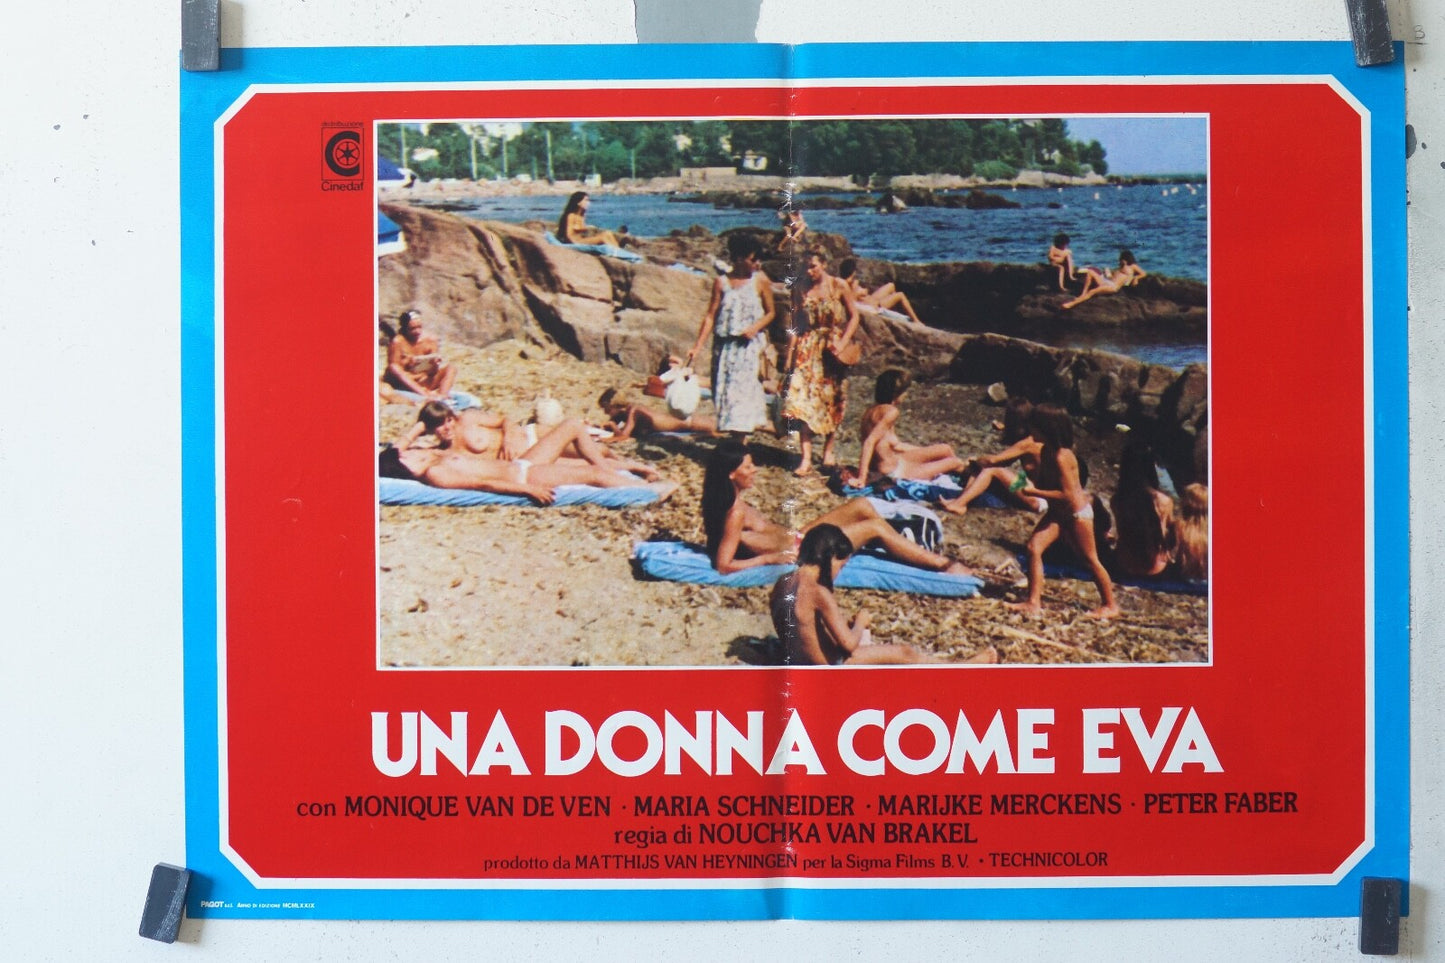 distribuzione
Cinedaf
UNA DONNA COME EVA
con MONIQUE VAN DE VEN · MARIA SCHNEIDER · MARIJKE MERCKENS · PETER FABER
regia di NOUCHKA VAN BRAKEL
prodotto da MATTHIJS VAN HEYNINGEN per la Sigma Films B.V. · TECHNICOLOR
PAGOT s.r.l. ANNO DI EDIZIONE MCMLXXIX